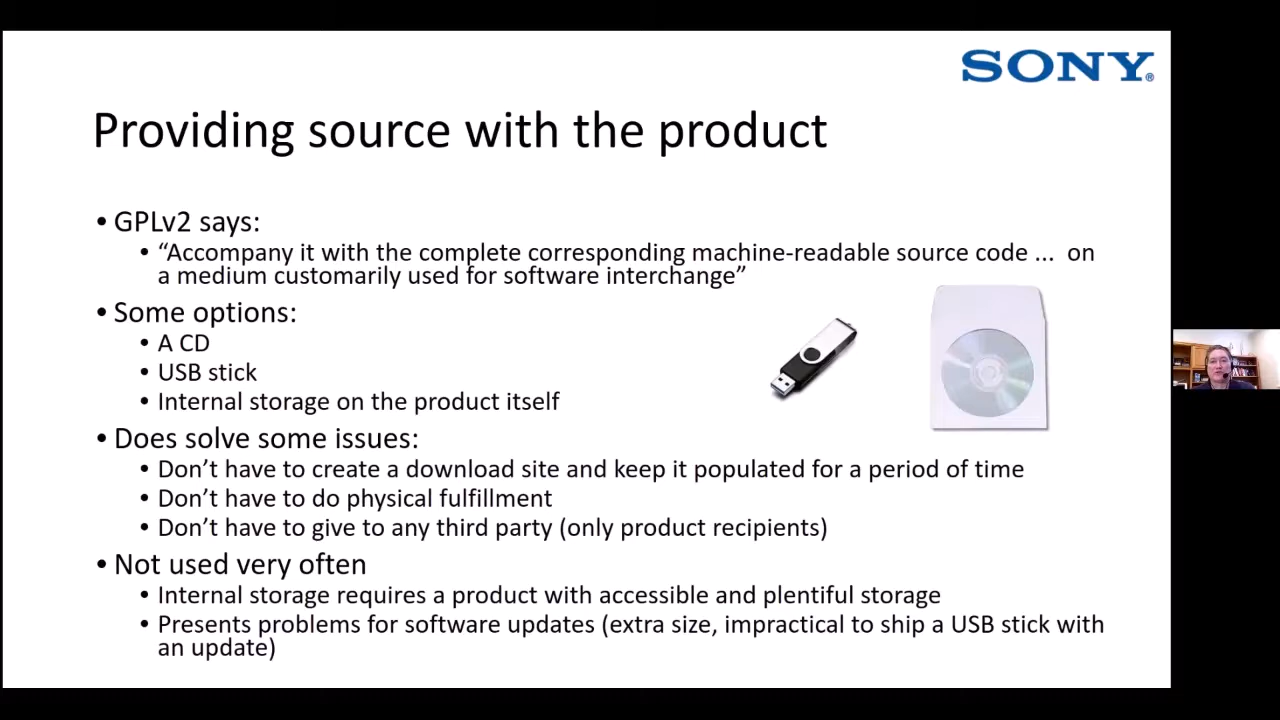 SONY®
Providing source with the product
• GPLv2 says:
• “Accompany it with the complete corresponding machine-readable source code ... on
a medium customarily used for software interchange”
• Some options:
• A CD
• USB stick
• Internal storage on the product itself
• Does solve some issues:
• Don’t have to create a download site and keep it populated for a period of time
• Don’t have to do physical fulfillment
• Don’t have to give to any third party (only product recipients)
• Not used very often
• Internal storage requires a product with accessible and plentiful storage
• Presents problems for software updates (extra size, impractical to ship a USB stick with
an update)